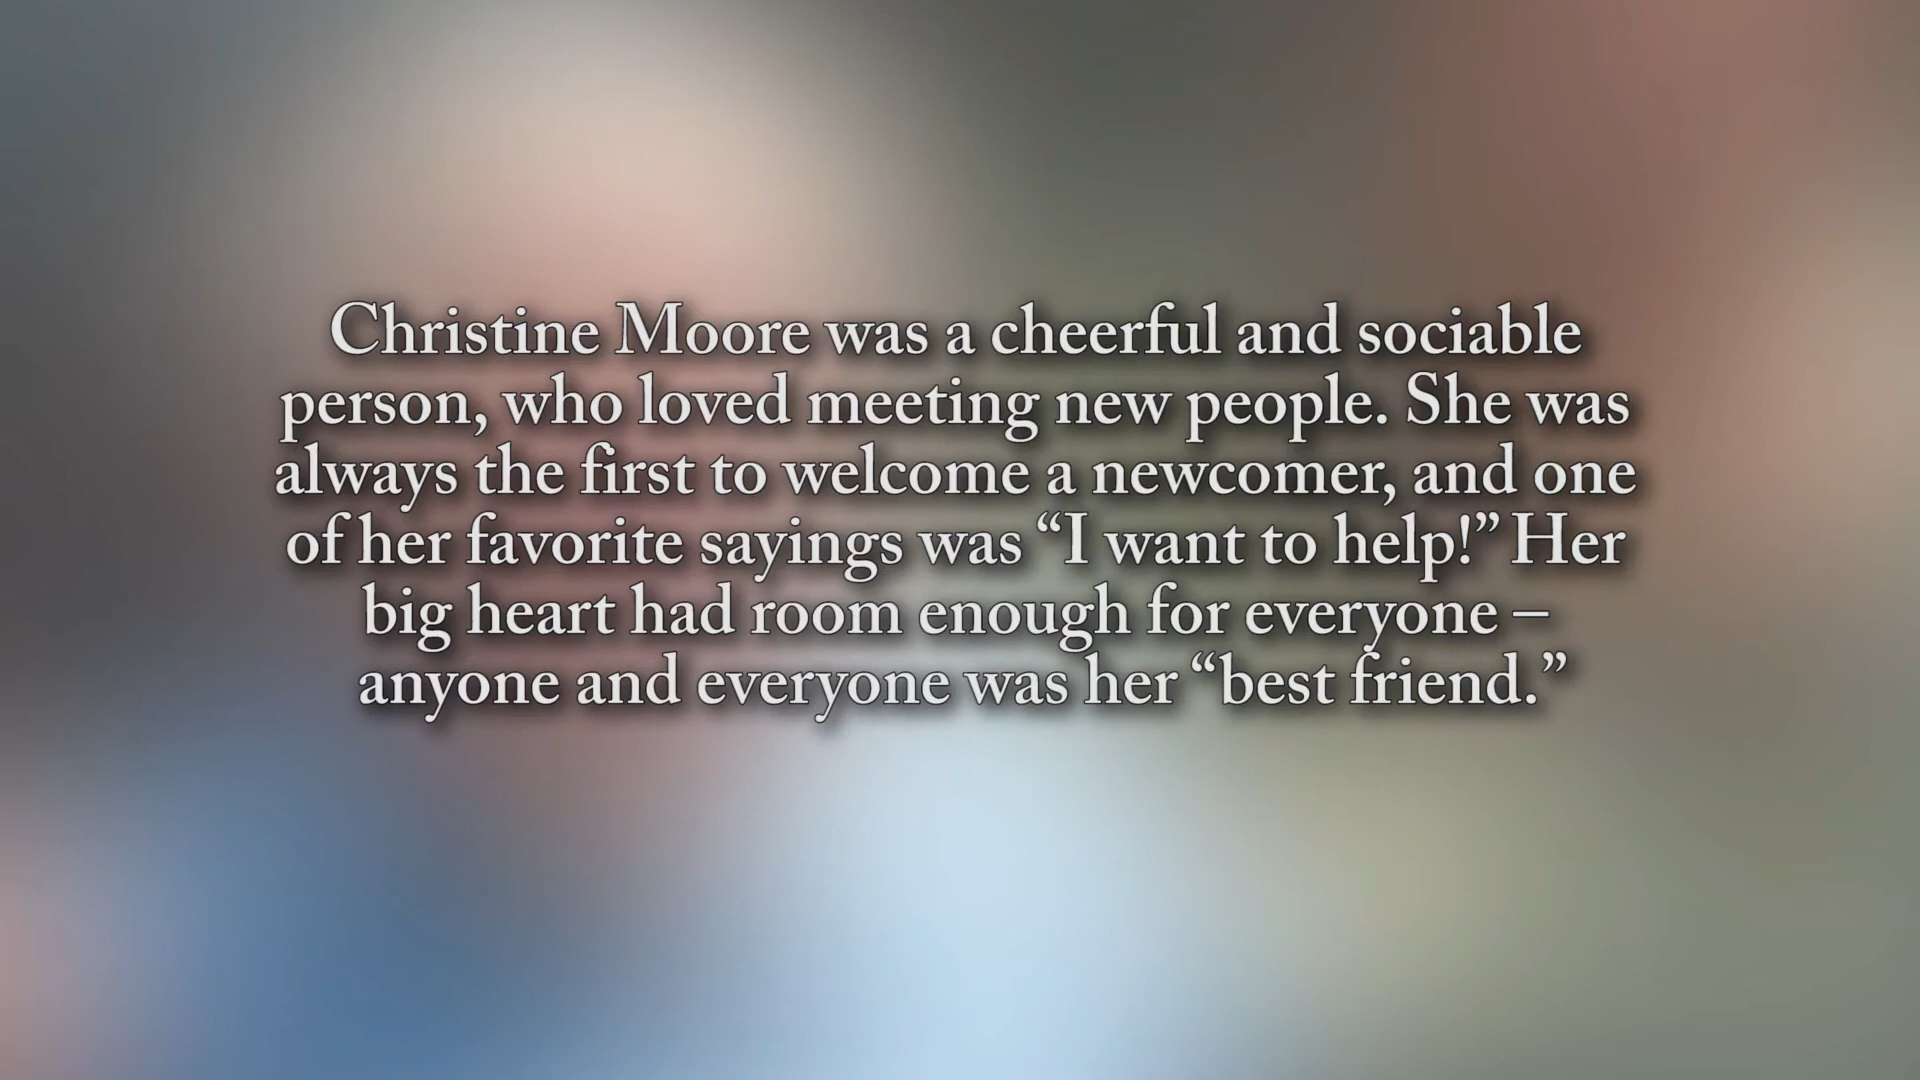 Christine Moore was a cheerful and sociable
person, who loved meeting new people. She was
always the first to welcome a newcomer, and one
of her favorite sayings was “I want to help!” Her
big heart had room enough for everyone –
anyone and everyone was her “best friend.”